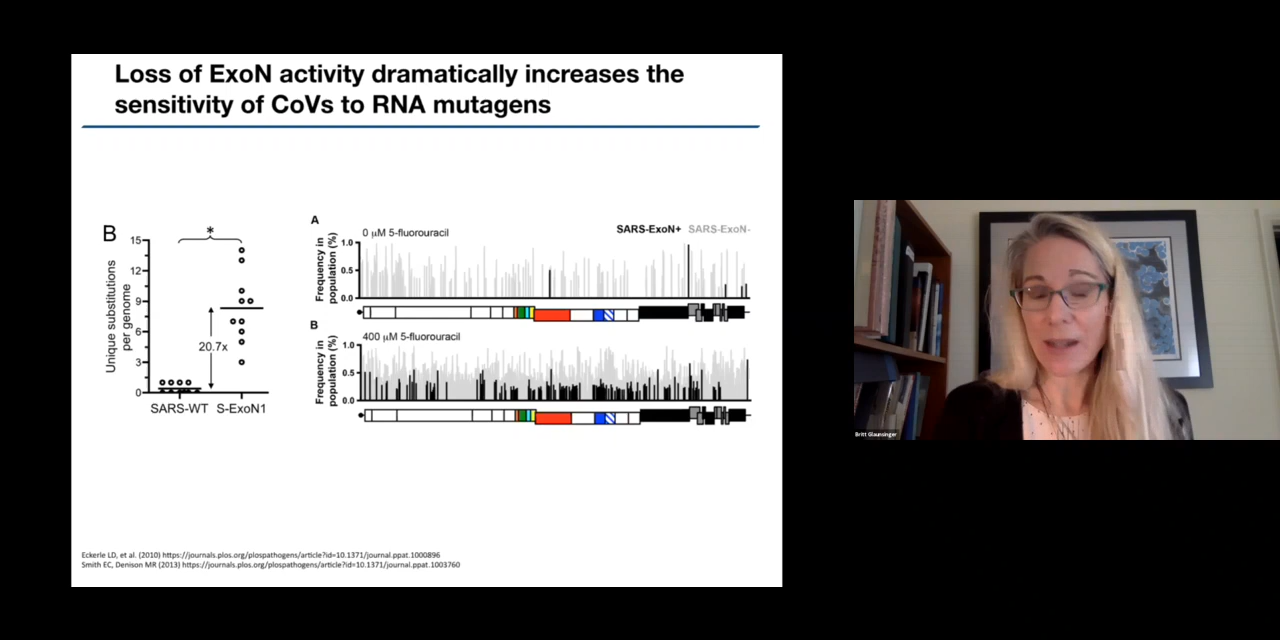 Loss of ExoN activity dramatically increases the
sensitivity of CoVs to RNA mutagens
B
*
15
12
9
6
3
0
Unique substitutions
per genome
20.7x
SARS-WT S-ExoN1
A
0 μM 5-fluorouracil
SARS-ExoN+ SARS-ExoN-
Frequency in
population (%)
1.0
0.5
0.0
B
400 μM 5-fluorouracil
Frequency in
population (%)
1.0
0.5
0.0
Eckerle LD, et al. (2010) https://journals.plos.org/plospathogens/article?id=10.1371/journal.ppat.1000896
Smith EC, Denison MR (2013) https://journals.plos.org/plospathogens/article?id=10.1371/journal.ppat.1003760
Britt Glaunsinger